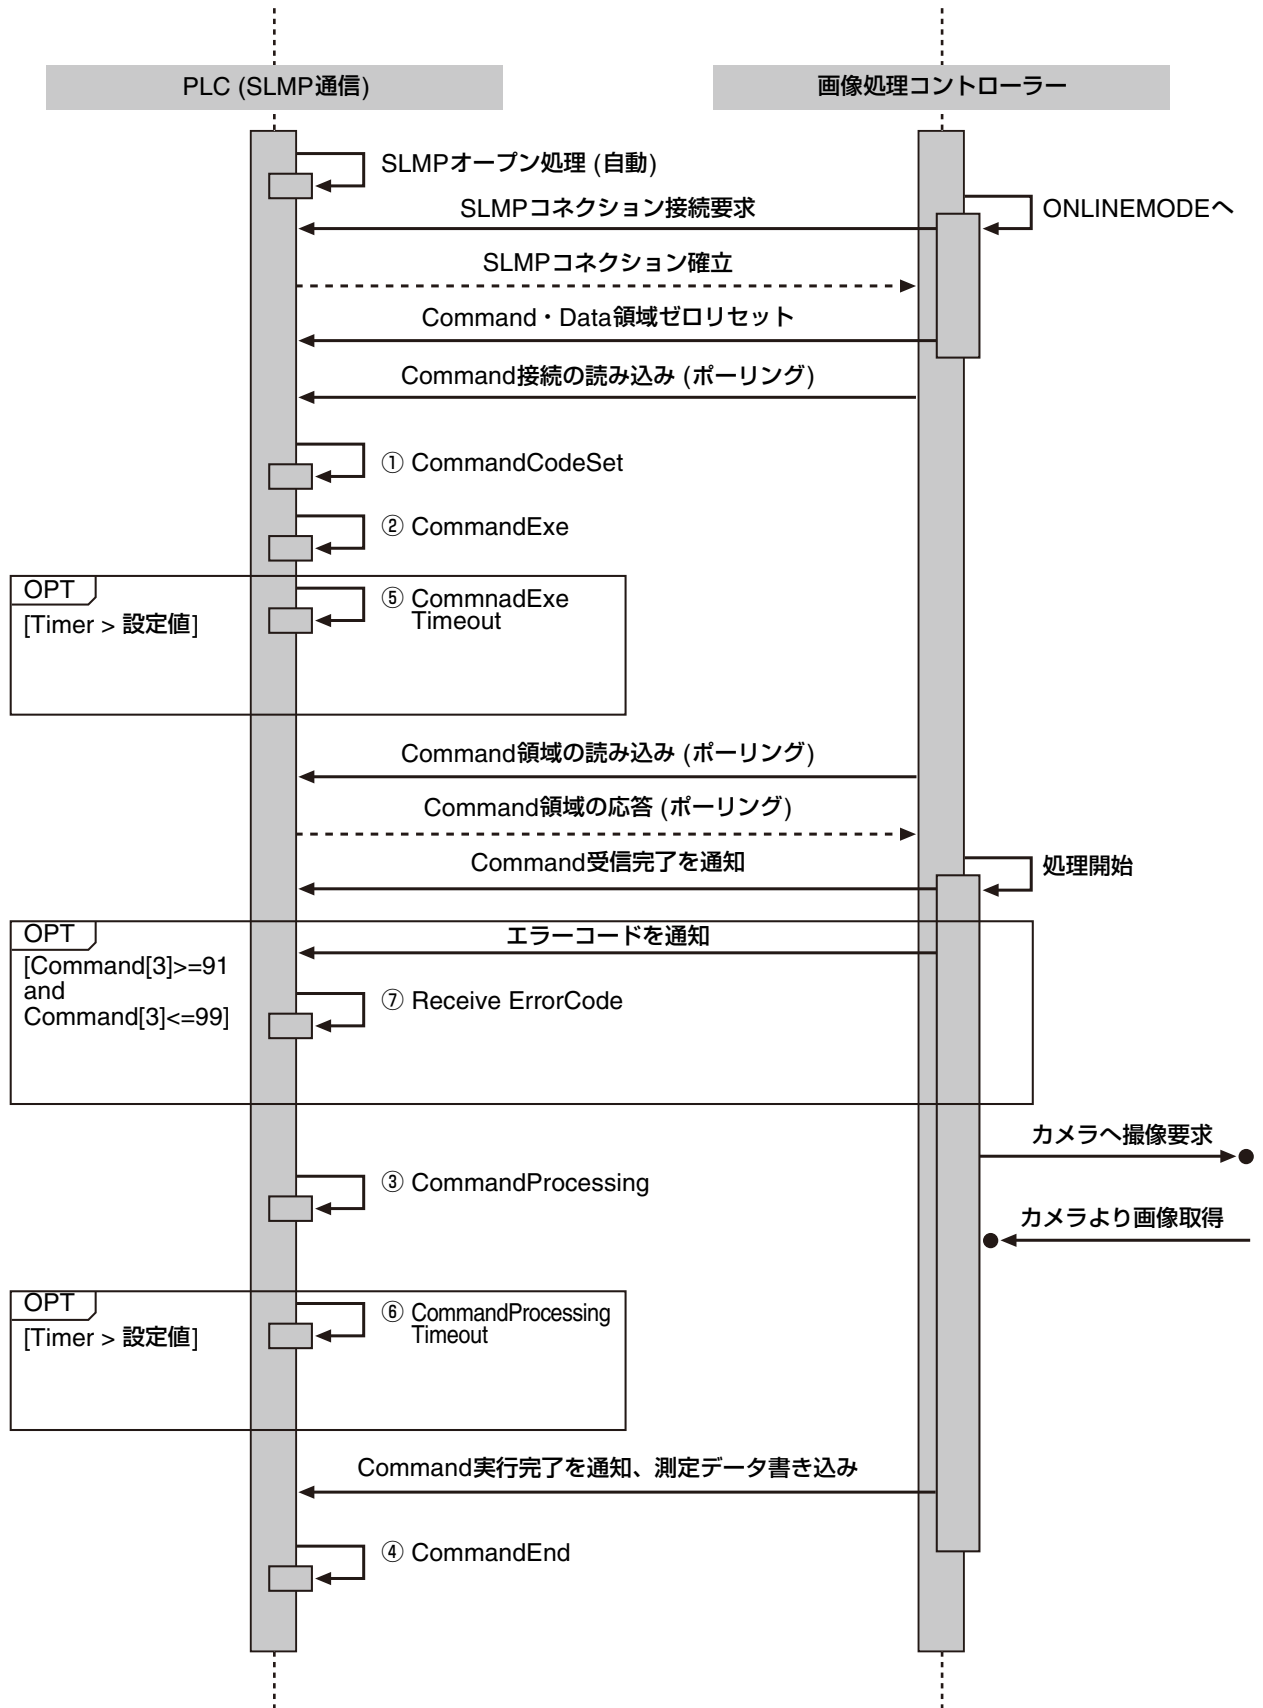 PLC (SLMP通信)
画像処理コントローラー
SLMPオープン処理 (自動)
SLMPコネクション接続要求
ONLINEMODEへ
SLMPコネクション確立
Command・Data領域ゼロリセット
Command接続の読み込み (ポーリング)
① CommandCodeSet
② CommandExe
OPT
[Timer > 設定値]
⑤ CommnadExe
Timeout
Command領域の読み込み (ポーリング)
Command領域の応答 (ポーリング)
Command受信完了を通知
処理開始
OPT
[Command[3]>=91
and
Command[3]<=99]
エラーコードを通知
⑦ Receive ErrorCode
カメラへ撮像要求
③ CommandProcessing
カメラより画像取得
OPT
[Timer > 設定値]
⑥ CommandProcessing
Timeout
Command実行完了を通知、測定データ書き込み
④ CommandEnd